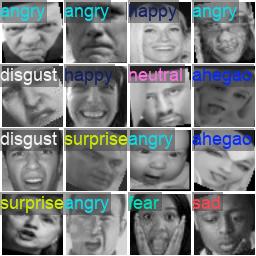 angry angry happy angry
disgust happy neutral ahegao
disgust surprise angry ahegao
surprise angry fear sad